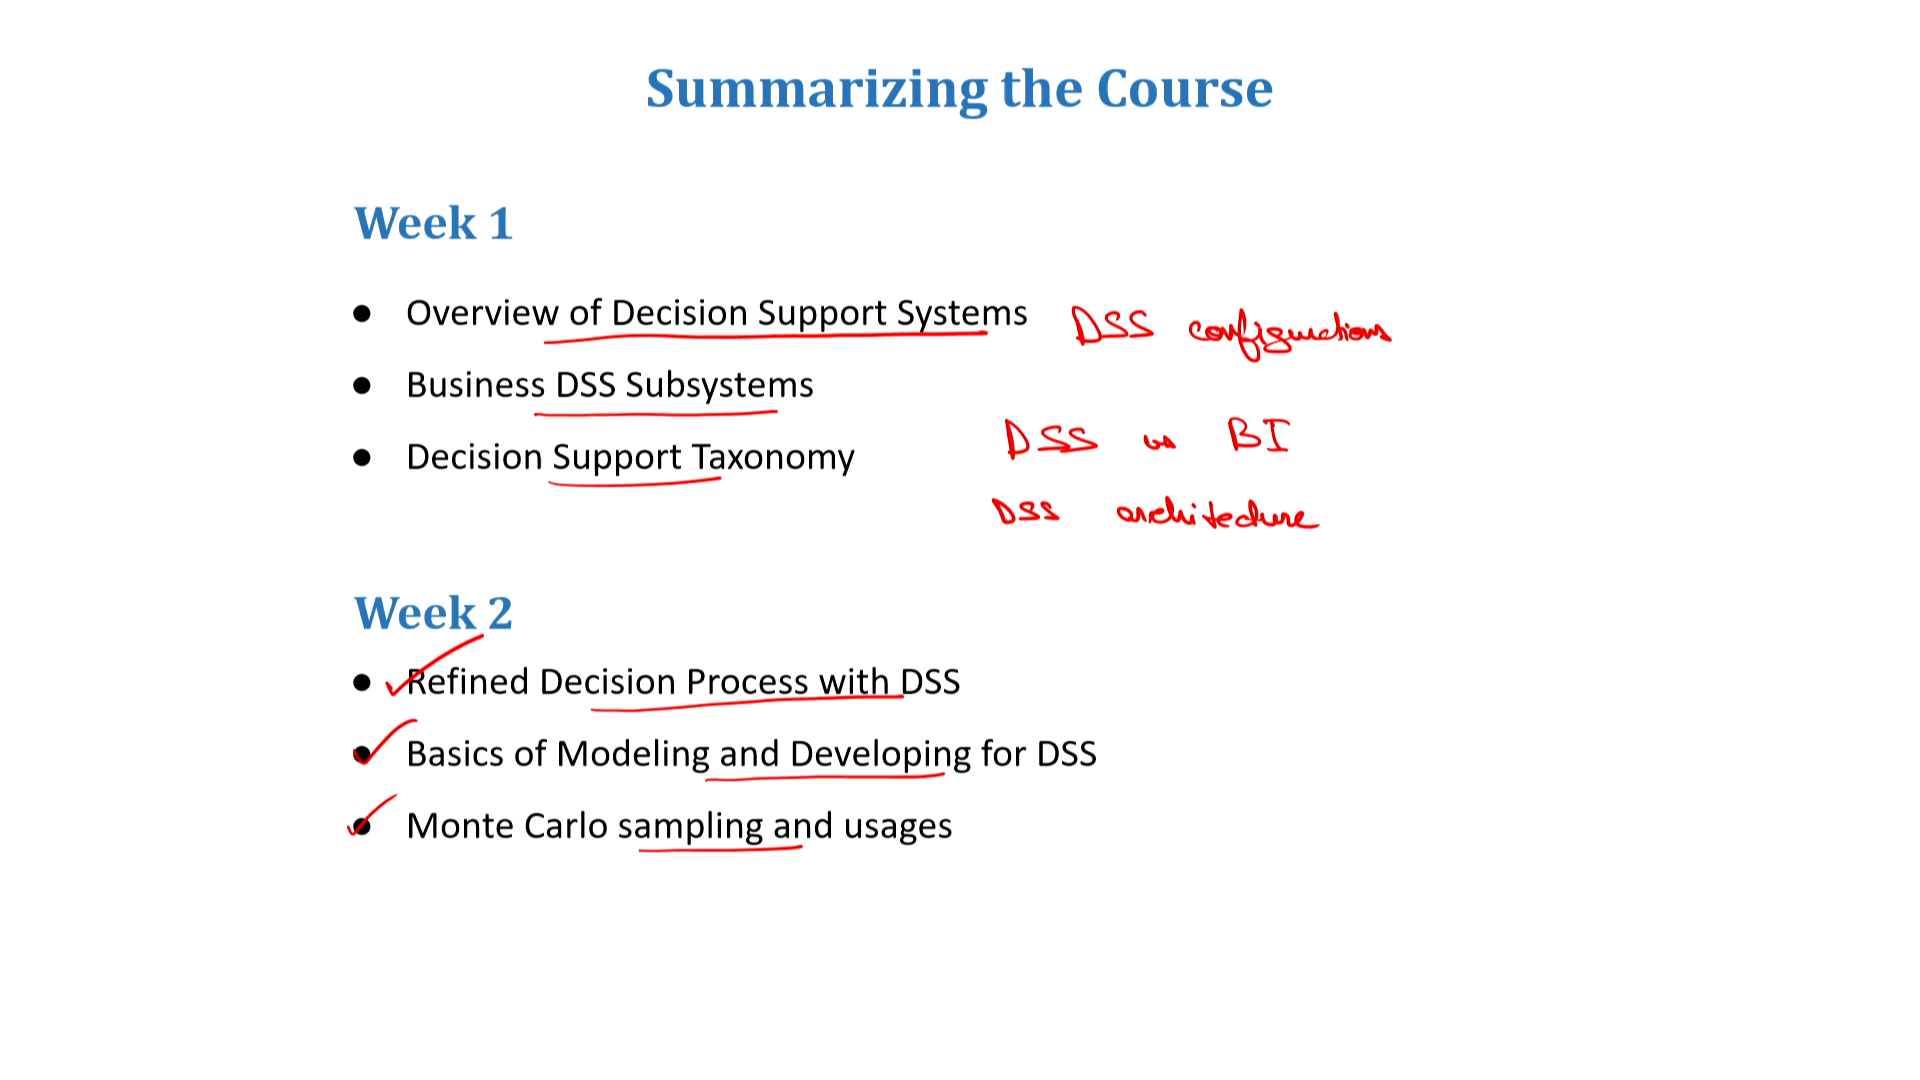 Summarizing the Course
Week 1
● Overview of Decision Support Systems
DSS configurations
● Business DSS Subsystems
● Decision Support Taxonomy
DSS vs BI
DSS architecture
Week 2
● Refined Decision Process with DSS
● Basics of Modeling and Developing for DSS
● Monte Carlo sampling and usages